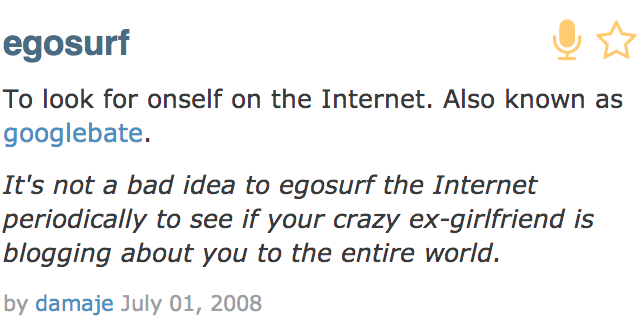 egosurf
To look for onself on the Internet. Also known as
googlebate.
It's not a bad idea to egosurf the Internet
periodically to see if your crazy ex-girlfriend is
blogging about you to the entire world.
by damaje July 01, 2008